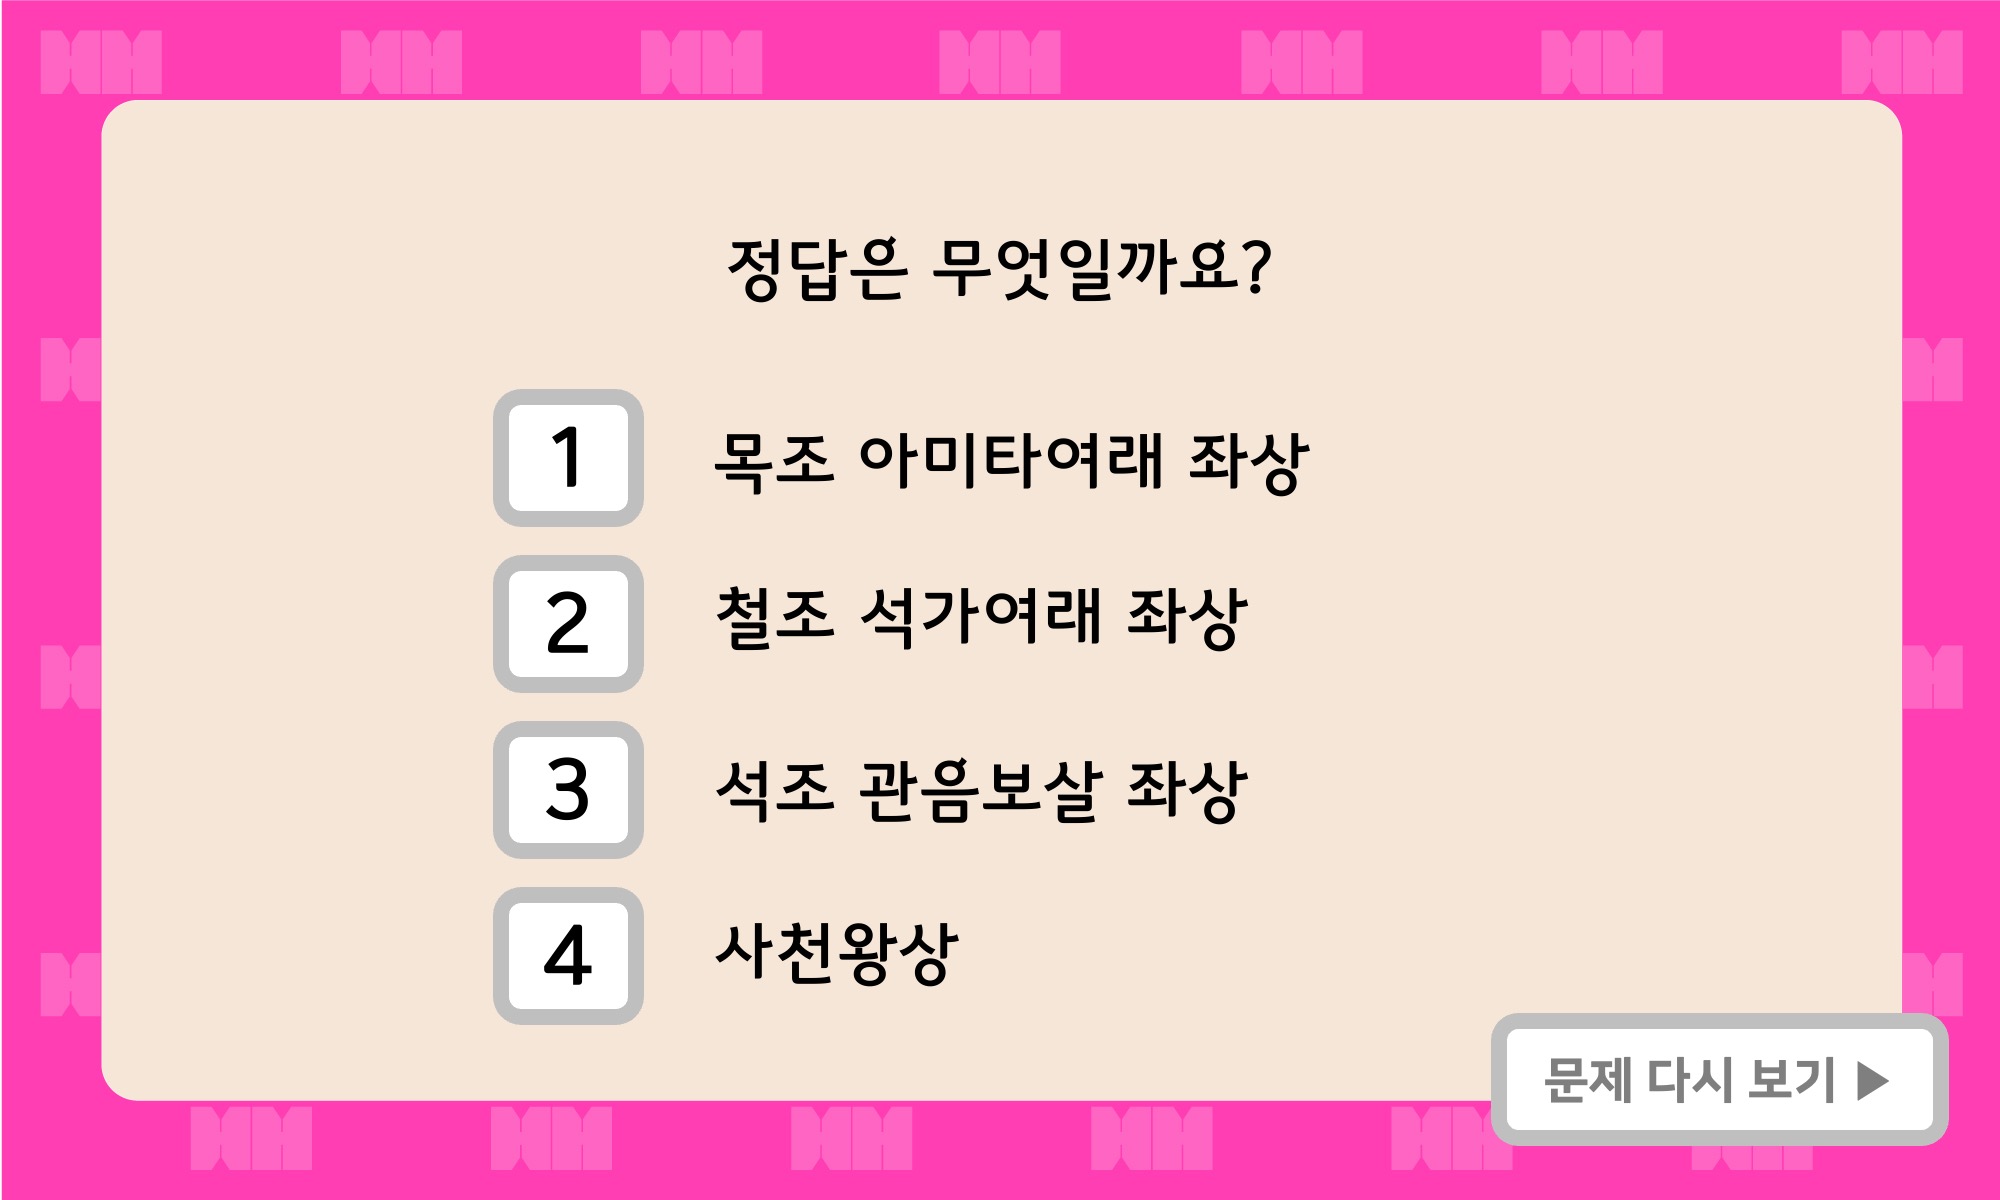 정답은 무엇일까요?
1 목조 아미타여래 좌상
2 철조 석가여래 좌상
3 석조 관음보살 좌상
4 사천왕상
문제 다시 보기 ▶